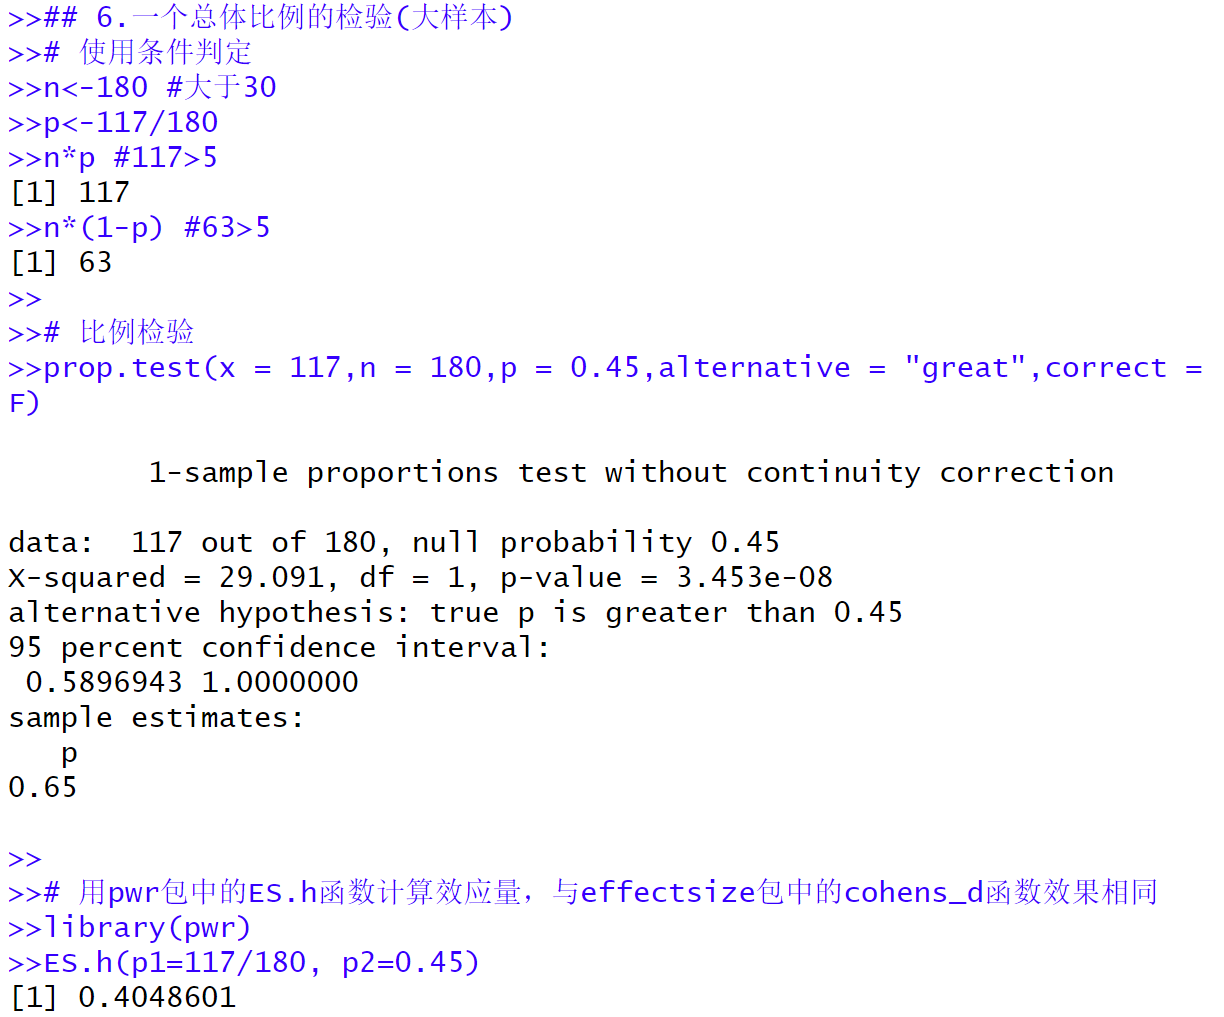 >>## 6.一个总体比例的检验(大样本)
>># 使用条件判定
>>n<-180 #大于30
>>p<-117/180
>>n*p #117>5
[1] 117
>>n*(1-p) #63>5
[1] 63
>>
>># 比例检验
>>prop.test(x = 117,n = 180,p = 0.45,alternative = "great",correct =
F)
1-sample proportions test without continuity correction
data:  117 out of 180, null probability 0.45
X-squared = 29.091, df = 1, p-value = 3.453e-08
alternative hypothesis: true p is greater than 0.45
95 percent confidence interval:
 0.5896943 1.0000000
sample estimates:
p
0.65
>>
>># 用pwr包中的ES.h函数计算效应量，与effectsize包中的cohens_d函数效果相同
>>library(pwr)
>>ES.h(p1=117/180, p2=0.45)
[1] 0.4048601